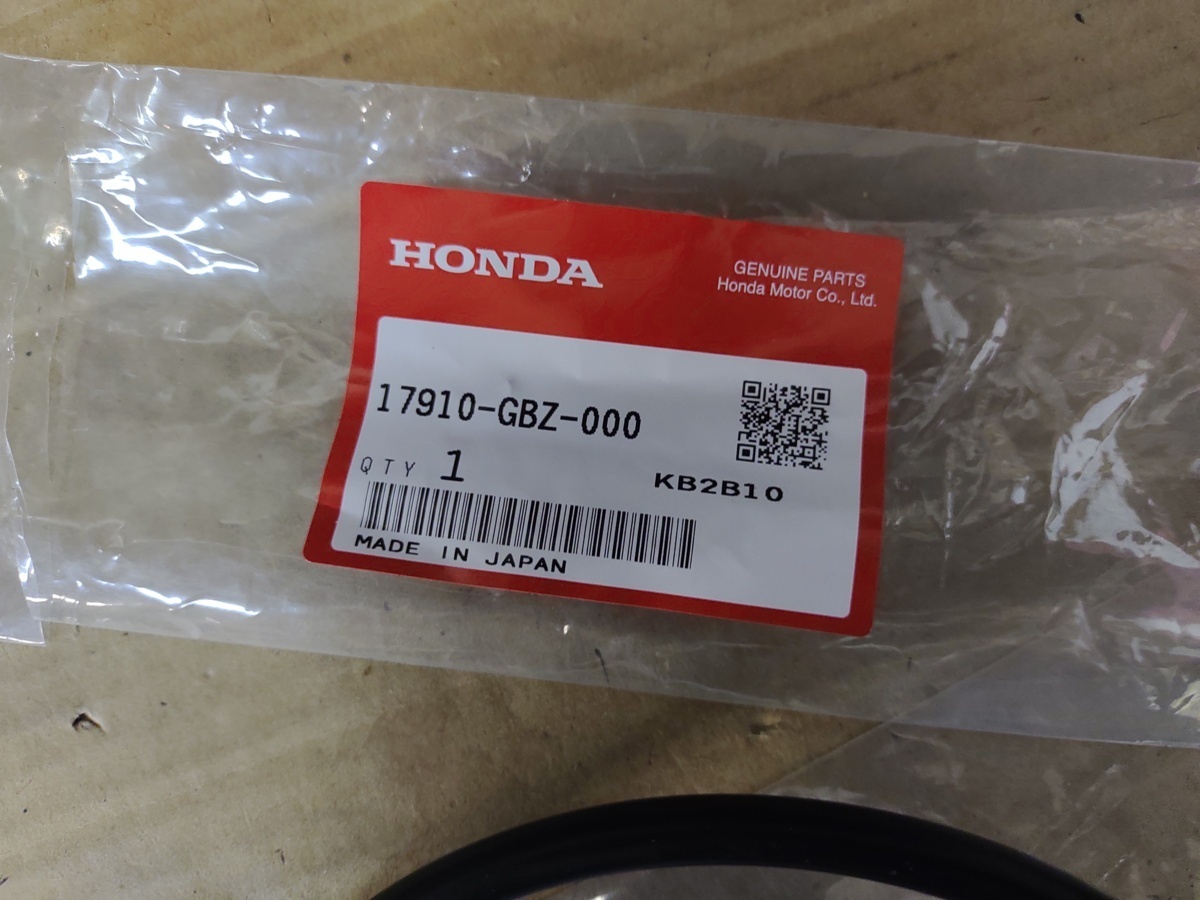 HONDA
GENUINE PARTS
Honda Motor Co., Ltd.
17910-GBZ-000
QTY 1
KB2B10
MADE IN JAPAN